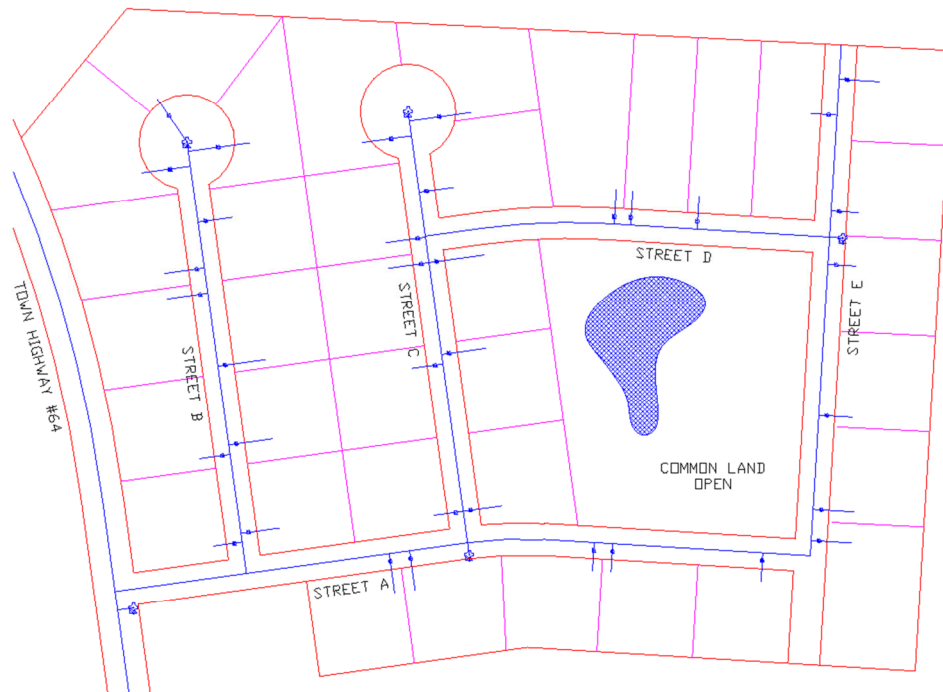 STREET D
STREET E
STREET C
TOWN HIGHWAY #64
STREET B
COMMON LAND
OPEN
STREET A